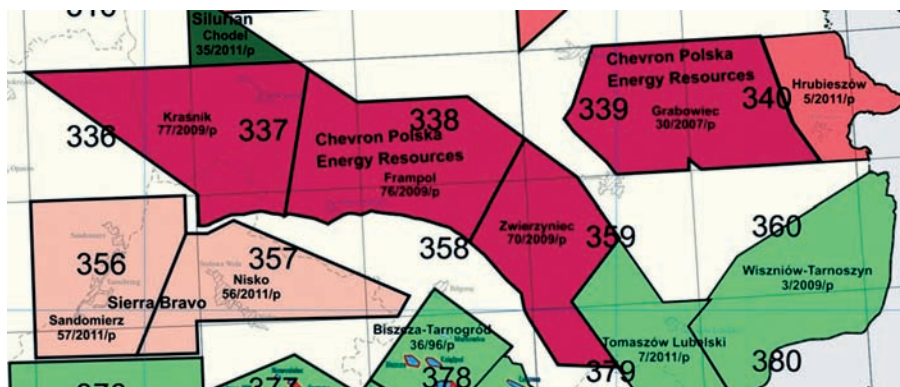 Silurian
Chodel
35/2011/p
336
Kraśnik
77/2009/p
337
338
Chevron Polska
Energy Resources
Frampol
76/2009/p
Chevron Polska
Energy Resources
339
340
Grabowiec
30/2007/p
Hrubieszów
5/2011/p
356
Sandomierz
57/2011/p
Sierra Bravo
357
Nisko
56/2011/p
358
Zwierzyniec
70/2009/p
359
360
Wiszniów-Tarnoszyn
3/2009/p
Biszcza-Tarnogród
36/96/p
378
Tomaszów Lubelski
7/2011/p
379
380
377